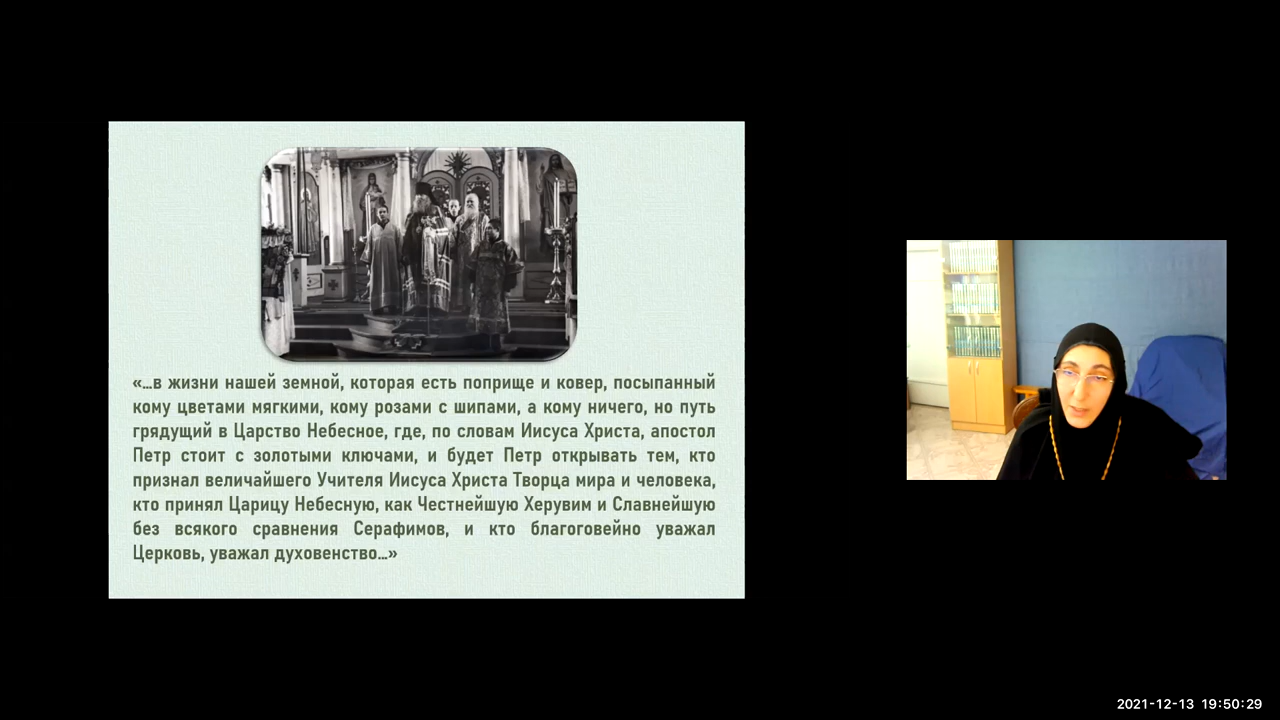 «…в жизни нашей земной, которая есть поприще и ковер, посыпанный
кому цветами мягкими, кому розами с шипами, а кому ничего, но путь
грядущий в Царство Небесное, где, по словам Иисуса Христа, апостол
Петр стоит с золотыми ключами, и будет Петр открывать тем, кто
признал величайшего Учителя Иисуса Христа Творца мира и человека,
кто принял Царицу Небесную, как Честнейшую Херувим и Славнейшую
без всякого сравнения Серафимов, и кто благоговейно уважал
Церковь, уважал духовенство…»
2021-12-13 19:50:29